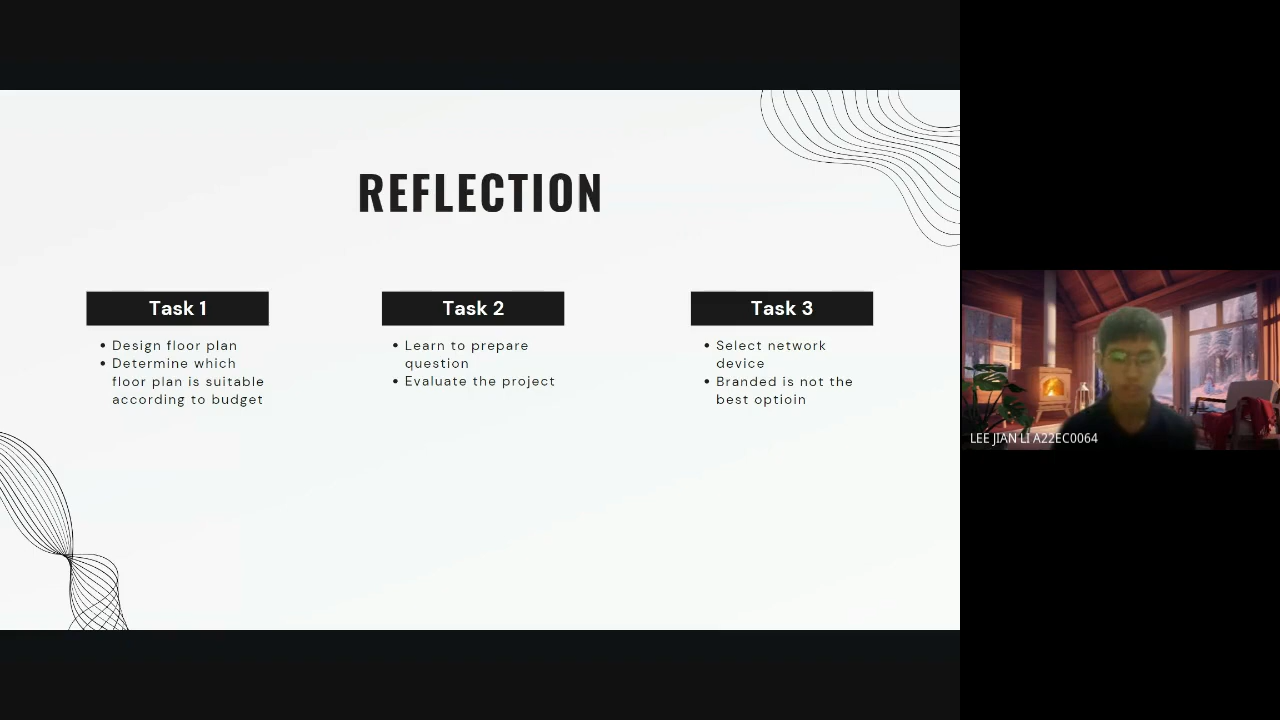 REFLECTION
Task 1
• Design floor plan
• Determine which
floor plan is suitable
according to budget
Task 2
• Learn to prepare
question
• Evaluate the project
Task 3
• Select network
device
• Branded is not the
best optioin
LEE JIAN LI A22EC0064